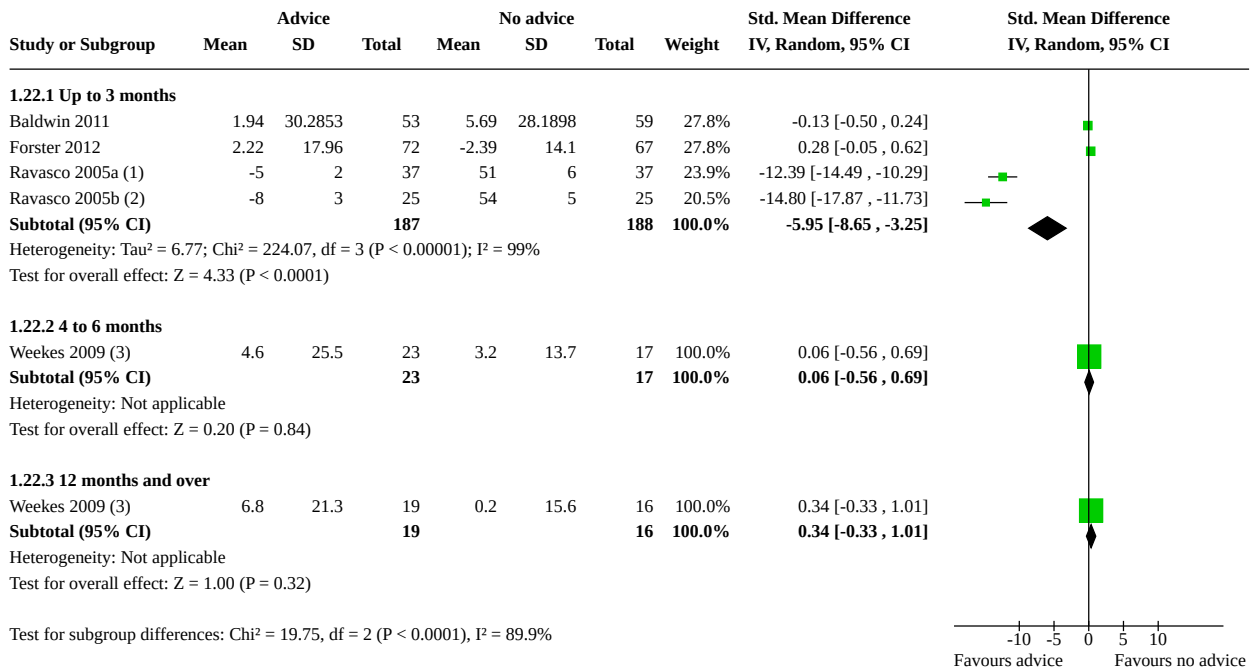 Advice No advice Std. Mean Difference Std. Mean Difference
Study or Subgroup Mean SD Total Mean SD Total Weight IV, Random, 95% CI IV, Random, 95% CI
1.22.1 Up to 3 months
Baldwin 2011 1.94 30.2853 53 5.69 28.1898 59 27.8% -0.13 [-0.50 , 0.24]
Forster 2012 2.22 17.96 72 -2.39 14.1 67 27.8% 0.28 [-0.05 , 0.62]
Ravasco 2005a (1) -5 2 37 51 6 37 23.9% -12.39 [-14.49 , -10.29]
Ravasco 2005b (2) -8 3 25 54 5 25 20.5% -14.80 [-17.87 , -11.73]
Subtotal (95% CI) 187 188 100.0% -5.95 [-8.65 , -3.25]
Heterogeneity: Tau² = 6.77; Chi² = 224.07, df = 3 (P < 0.00001); I² = 99%
Test for overall effect: Z = 4.33 (P < 0.0001)
1.22.2 4 to 6 months
Weekes 2009 (3) 4.6 25.5 23 3.2 13.7 17 100.0% 0.06 [-0.56 , 0.69]
Subtotal (95% CI) 23 17 100.0% 0.06 [-0.56 , 0.69]
Heterogeneity: Not applicable
Test for overall effect: Z = 0.20 (P = 0.84)
1.22.3 12 months and over
Weekes 2009 (3) 6.8 21.3 19 0.2 15.6 16 100.0% 0.34 [-0.33 , 1.01]
Subtotal (95% CI) 19 16 100.0% 0.34 [-0.33 , 1.01]
Heterogeneity: Not applicable
Test for overall effect: Z = 1.00 (P = 0.32)
Test for subgroup differences: Chi² = 19.75, df = 2 (P < 0.0001), I² = 89.9%
-10 -5 0 5 10
Favours advice Favours no advice